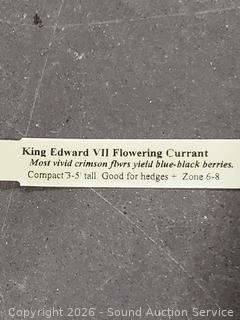 King Edward VII Flowering Currant
Most vivid crimson flwrs yield blue-black berries.
Compact 3-5' tall. Good for hedges + Zone 6-8
Copyright 2026 - Sound Auction Service